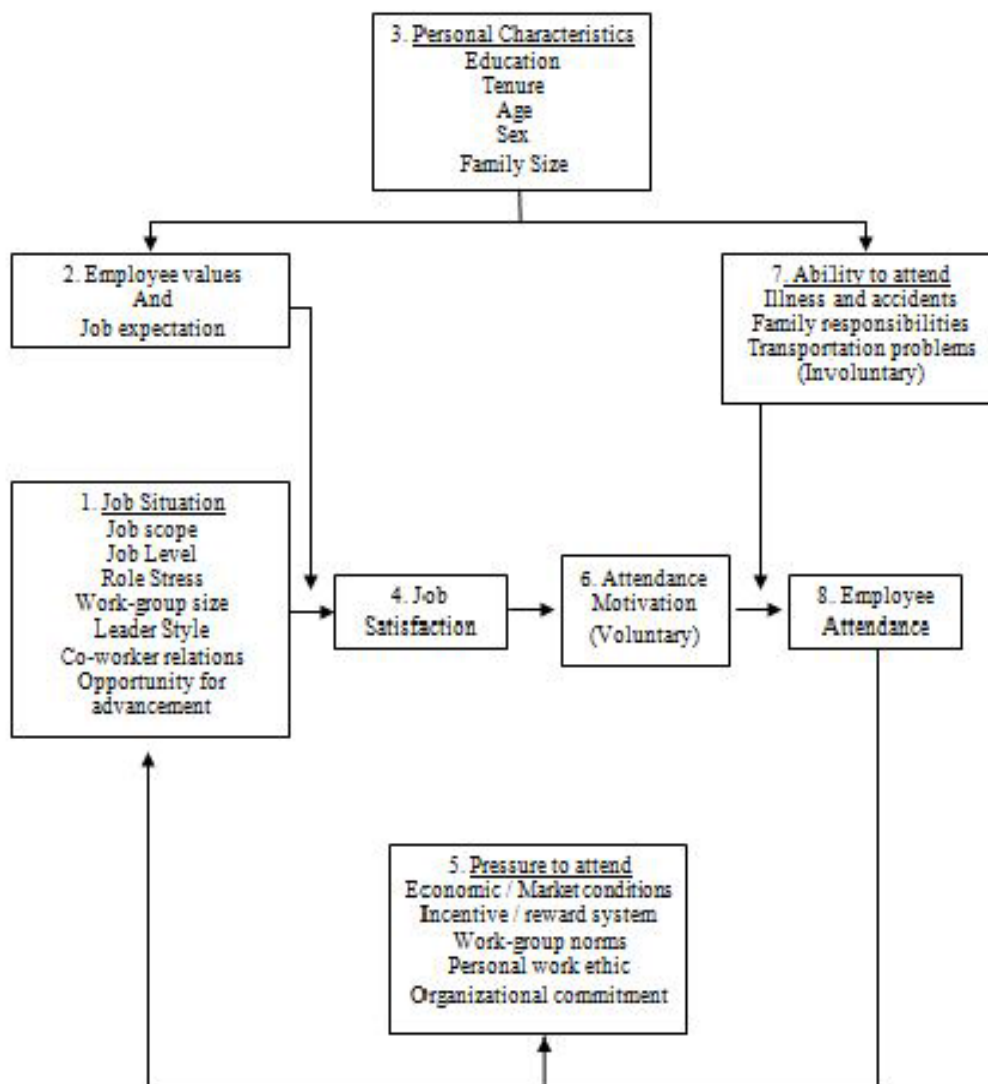 3. Personal Characteristics
Education
Tenure
Age
Sex
Family Size
2. Employee values
And
Job expectation
7. Ability to attend
Illness and accidents
Family responsibilities
Transportation problems
(Involuntary)
1. Job Situation
Job scope
Job Level
Role Stress
Work-group size
Leader Style
Co-worker relations
Opportunity for
advancement
4. Job
Satisfaction
6. Attendance
Motivation
(Voluntary)
8. Employee
Attendance
5. Pressure to attend
Economic / Market conditions
Incentive / reward system
Work-group norms
Personal work ethic
Organizational commitment